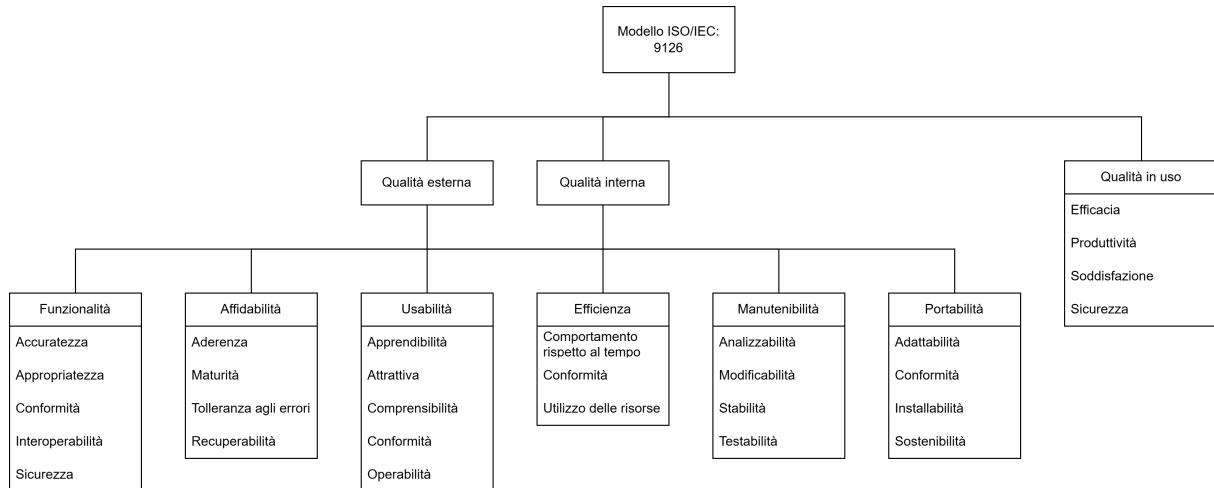 Modello ISO/IEC:
9126
Qualità esterna
Qualità interna
Qualità in uso
Efficacia
Produttività
Soddisfazione
Sicurezza
Funzionalità
Accuratezza
Appropriatezza
Conformità
Interoperabilità
Sicurezza
Affidabilità
Aderenza
Maturità
Tolleranza agli errori
Recuperabilità
Usabilità
Apprendibilità
Attrattiva
Comprensibilità
Conformità
Operabilità
Efficienza
Comportamento
rispetto al tempo
Conformità
Utilizzo delle risorse
Manutenibilità
Analizzabilità
Modificabilità
Stabilità
Testabilità
Portabilità
Adattabilità
Conformità
Installabilità
Sostenibilità